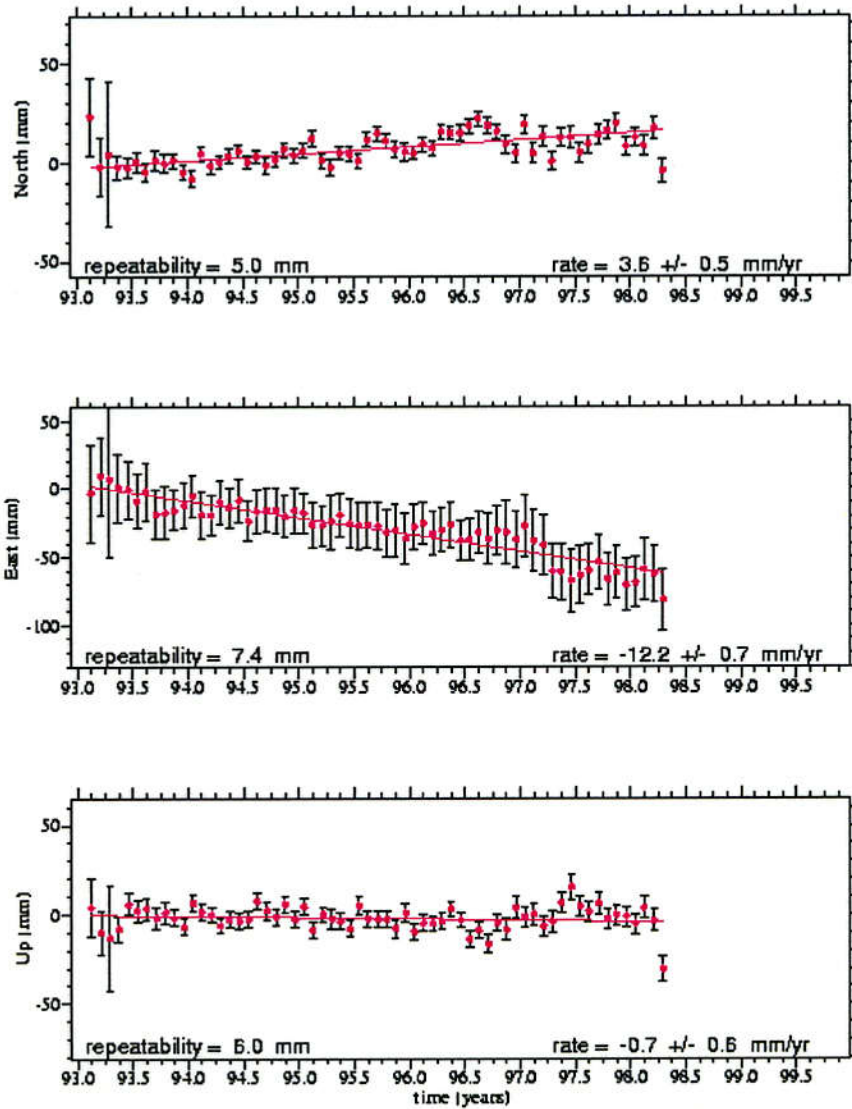 50
0
-50
North (mm)
repeatability = 5.0 mm
rate = 3.6 +/- 0.5 mm/yr
93.0 93.5 94.0 94.5 95.0 95.5 96.0 96.5 97.0 97.5 98.0 98.5 99.0 99.5
50
0
-50
-100
East (mm)
repeatability = 7.4 mm
rate = -12.2 +/- 0.7 mm/yr
93.0 93.5 94.0 94.5 95.0 95.5 96.0 96.5 97.0 97.5 98.0 98.5 99.0 99.5
50
0
-50
Up (mm)
repeatability = 6.0 mm
rate = -0.7 +/- 0.6 mm/yr
93.0 93.5 94.0 94.5 95.0 95.5 96.0 96.5 97.0 97.5 98.0 98.5 99.0 99.5
time (years)